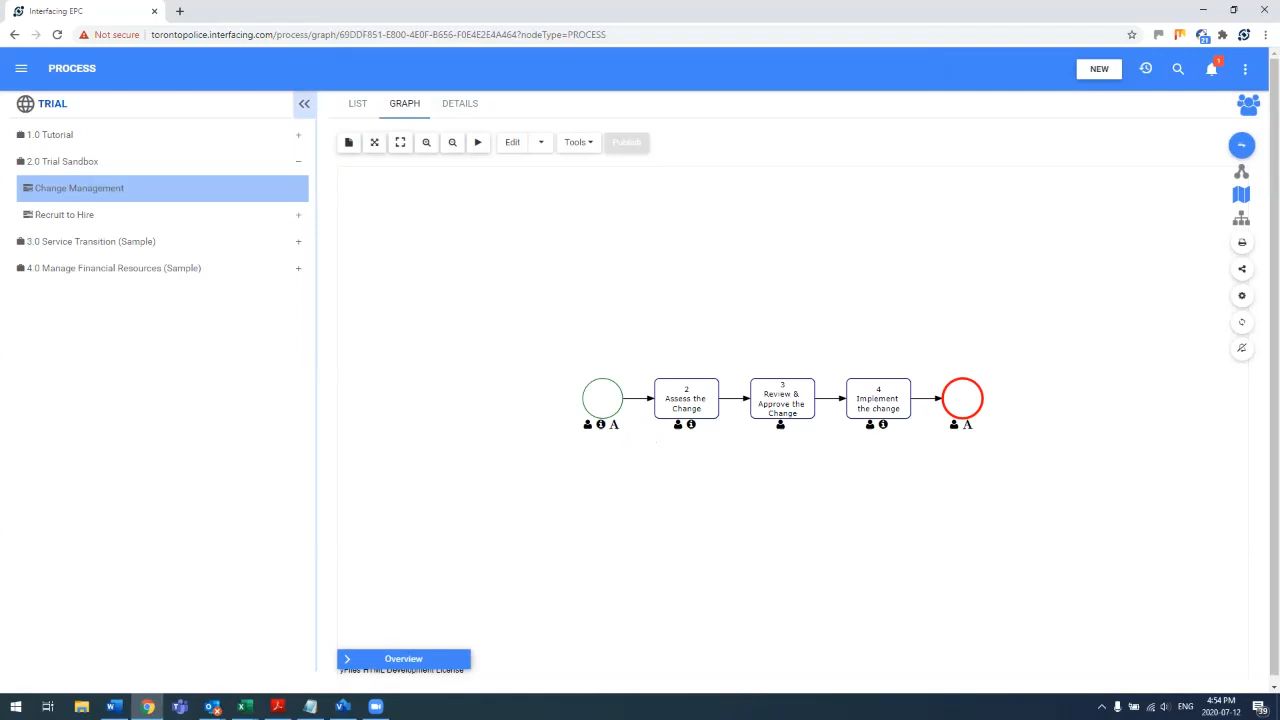 Interfacing EPC
Not secure
torontopolice.interfacing.com/process/graph/69DDF851-E800-4E0F-B656-F0E4E2E4A464?nodeType=PROCESS
21
PROCESS
NEW
1
TRIAL
LIST
GRAPH
DETAILS
1.0 Tutorial
+
2.0 Trial Sandbox
−
Change Management
Recruit to Hire
+
3.0 Service Transition (Sample)
+
4.0 Manage Financial Resources (Sample)
+
Edit
Tools
Publish
2
Assess the
Change
3
Review &
Approve the
Change
4
Implement
the change
A
A
Overview
yFiles HTML Development License
ENG
4:54 PM
2020-07-12
39